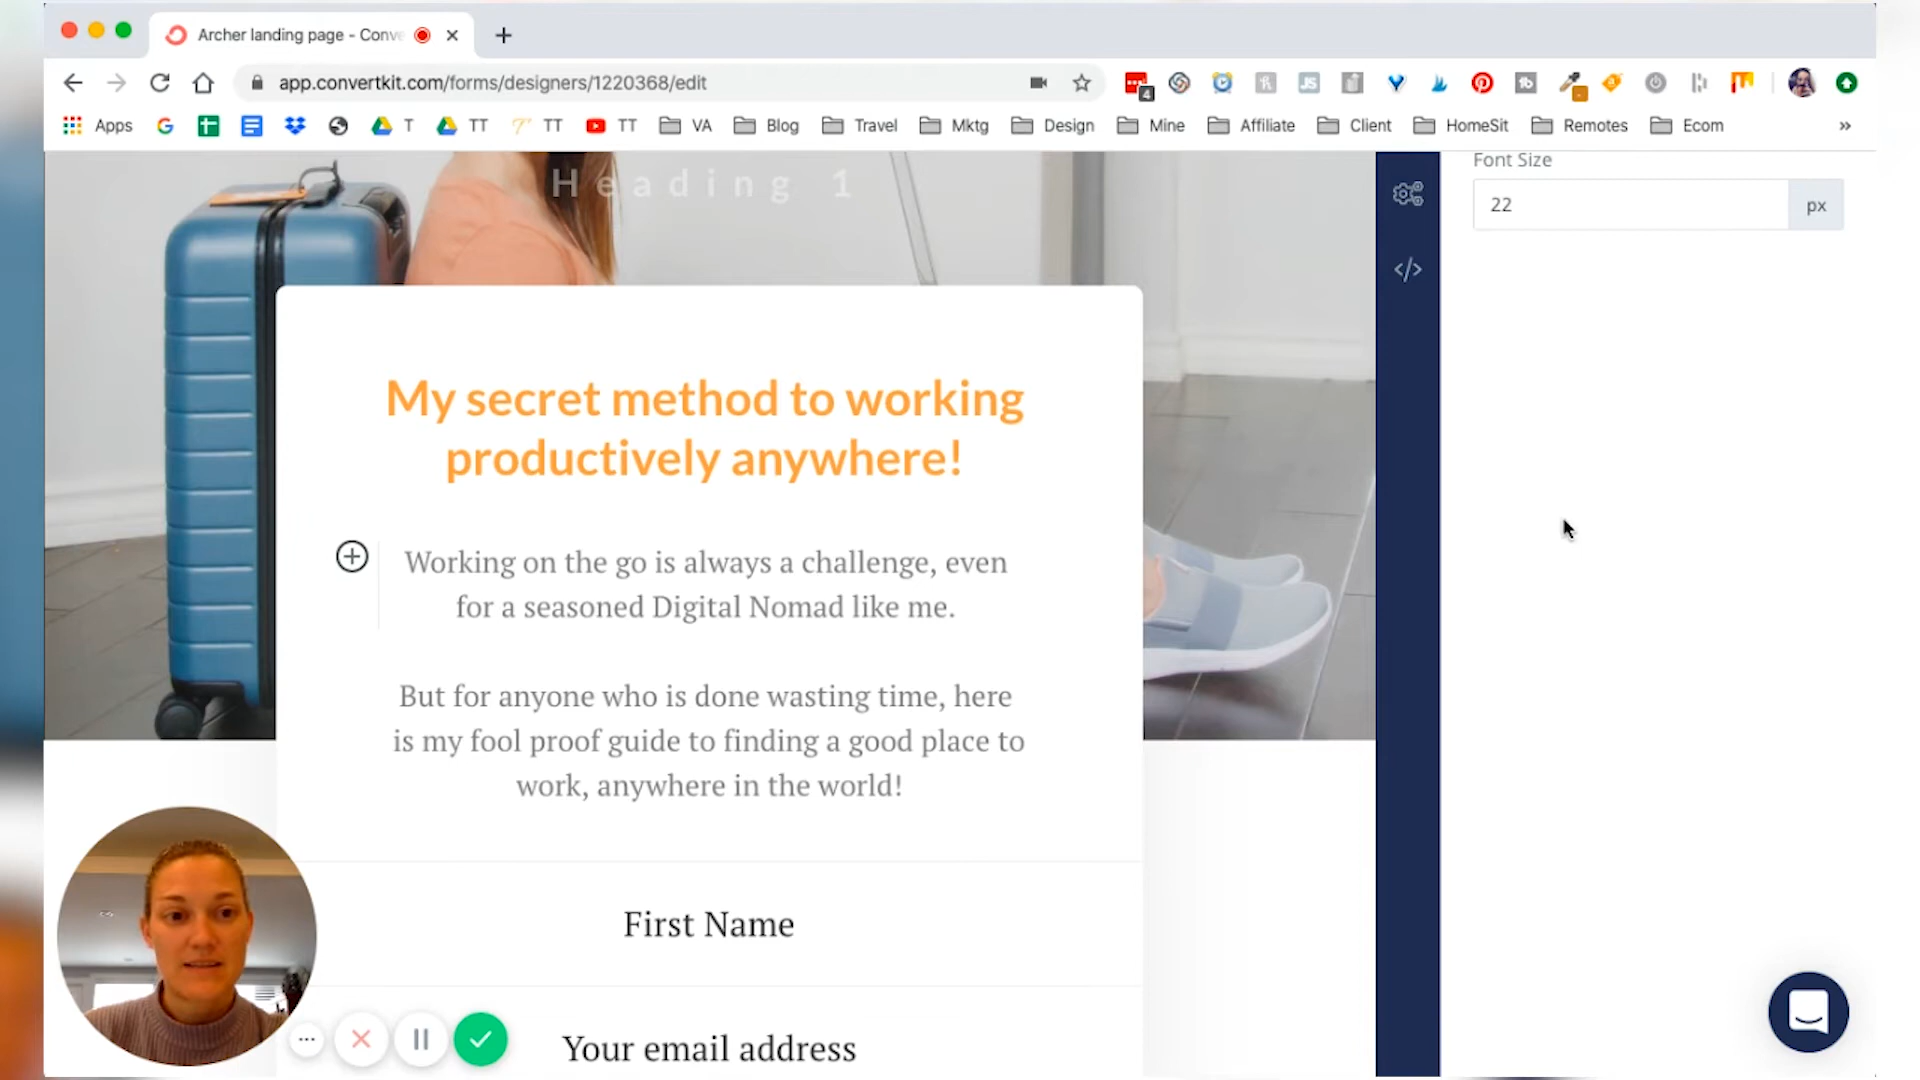 Archer landing page - Conve
app.convertkit.com/forms/designers/1220368/edit
4
JS
Apps
T
TT
TT
TT
VA
Blog
Travel
Mktg
Design
Mine
Affiliate
Client
HomeSit
Remotes
Ecom
»
Heading 1
Font Size
22
px
</>
My secret method to working
productively anywhere!
Working on the go is always a challenge, even
for a seasoned Digital Nomad like me.
But for anyone who is done wasting time, here
is my fool proof guide to finding a good place to
work, anywhere in the world!
First Name
Your email address